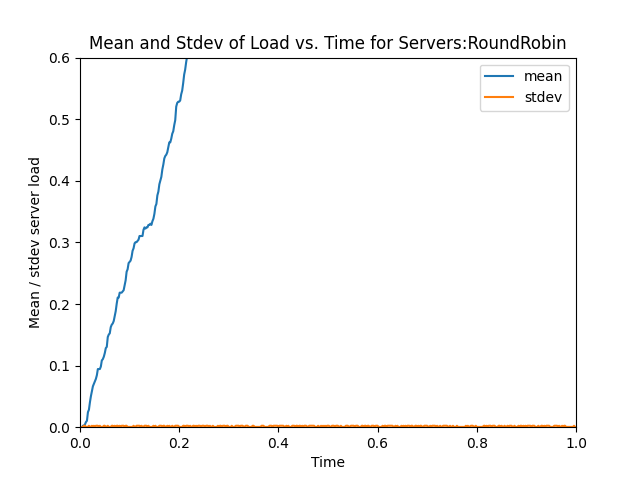 Mean and Stdev of Load vs. Time for Servers:RoundRobin
0.6
0.5
0.4
0.3
0.2
0.1
0.0
Mean / stdev server load
mean
stdev
0.0 0.2 0.4 0.6 0.8 1.0
Time